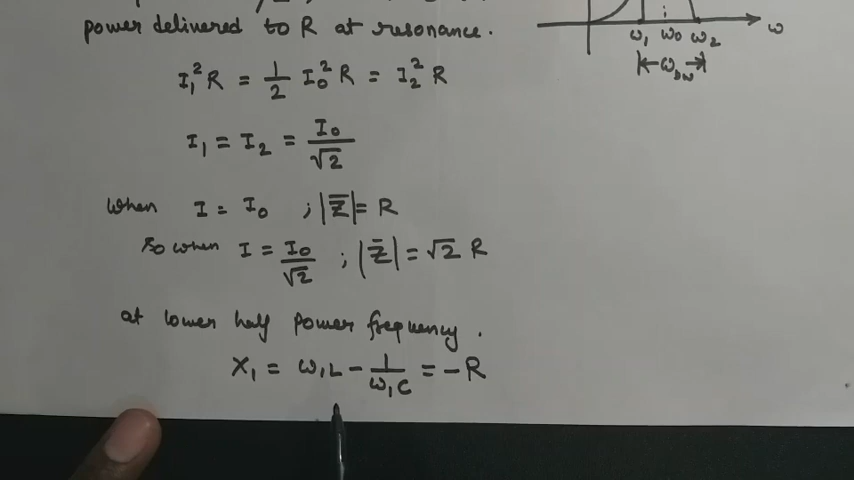 power delivered to R at resonance.
ω₁ ω₀ ω₂ ω
I₁²R = 1/2 I₀²R = I₂²R
I₁ = I₂ = I₀/√2
When I = I₀ ; |Z̅| = R
So when I = I₀/√2 ; |Z̅| = √2 R
at lower half power frequency.
X₁ = ω₁L - 1/ω₁C = -R